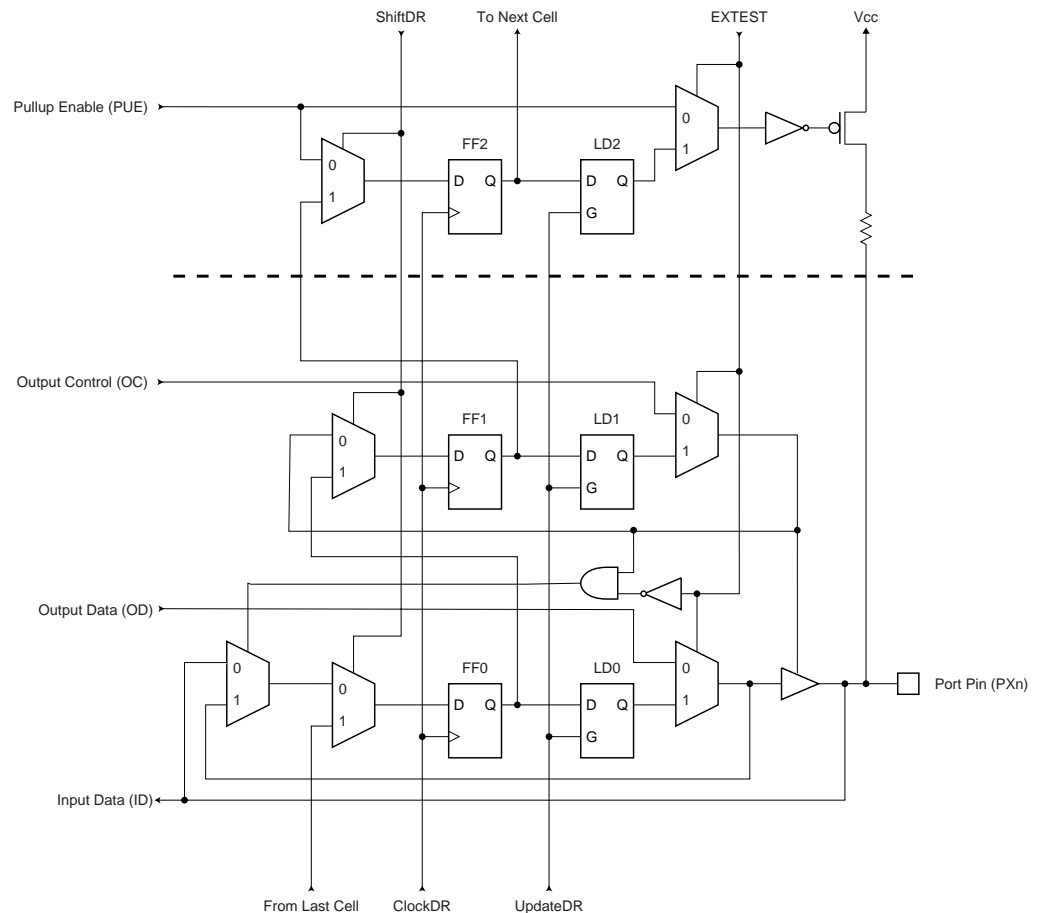 ShiftDR To Next Cell EXTEST Vcc
Pullup Enable (PUE)
0
1
FF2
D Q
LD2
D Q
G
0
1
Output Control (OC)
0
1
FF1
D Q
LD1
D Q
G
0
1
Output Data (OD)
0
1
0
1
FF0
D Q
LD0
D Q
G
0
1
Port Pin (PXn)
Input Data (ID)
From Last Cell ClockDR UpdateDR